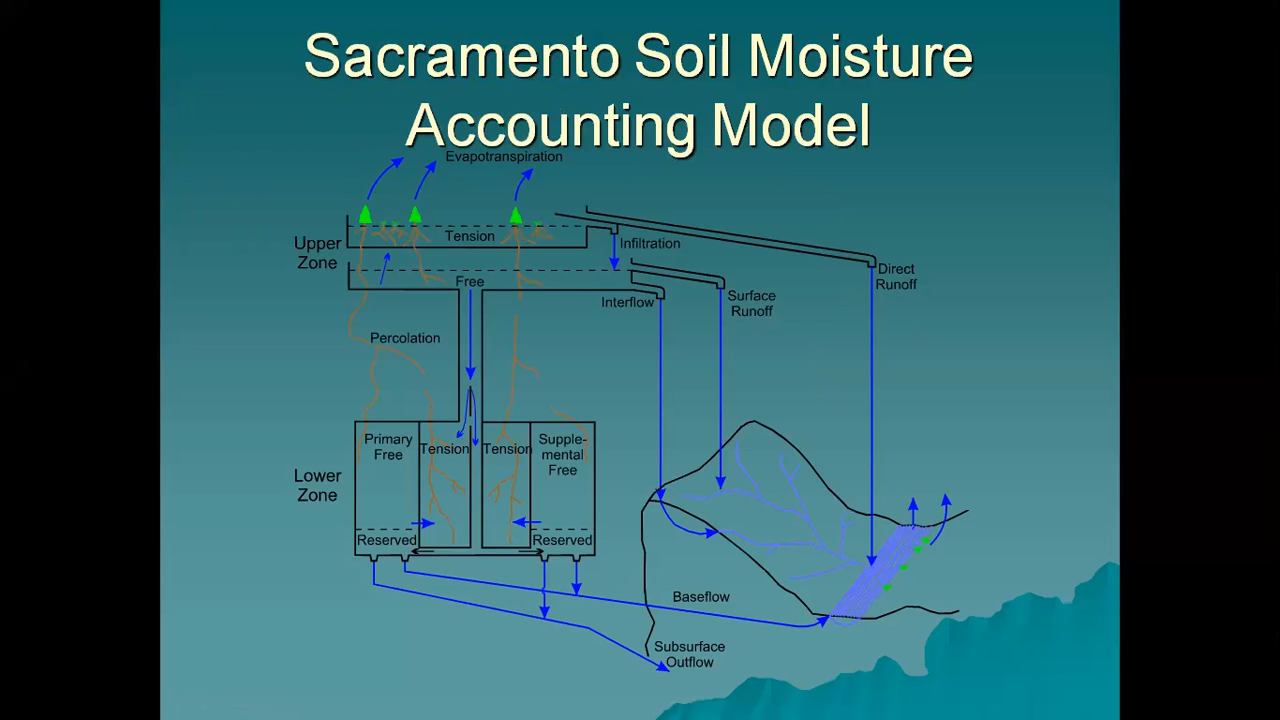 Sacramento Soil Moisture
Accounting Model
Evapotranspiration
Tension
Infiltration
Upper
Zone
Direct
Runoff
Free
Interflow
Surface
Runoff
Percolation
Primary
Free
Tension
Tension
Supple-
mental
Free
Lower
Zone
Reserved
Reserved
Baseflow
Subsurface
Outflow